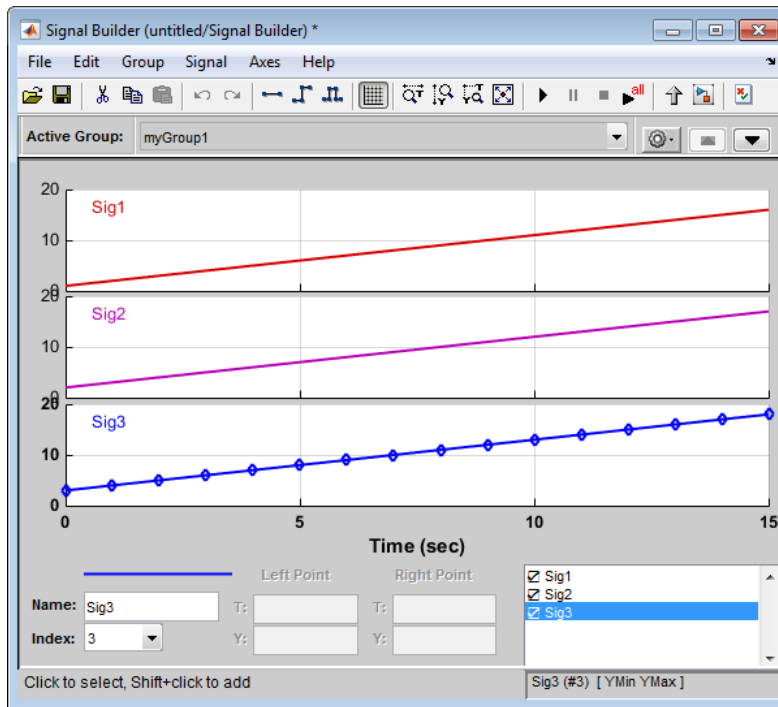 Signal Builder (untitled/Signal Builder) *
File Edit Group Signal Axes Help
all
Active Group: myGroup1
20
Sig1
10
0
20
Sig2
10
0
20
Sig3
10
0
0 5 10 15
Time (sec)
Left Point Right Point
Name: Sig3 T: T:
Index: 3 Y: Y:
Sig1
Sig2
Sig3
Click to select, Shift+click to add
Sig3 (#3) [ YMin YMax ]